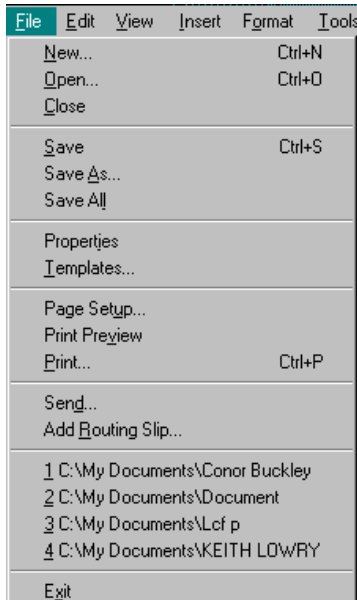 File Edit View Insert Format Tools
New... Ctrl+N
Open... Ctrl+O
Close
Save Ctrl+S
Save As...
Save All
Properties
Templates...
Page Setup...
Print Preview
Print... Ctrl+P
Send...
Add Routing Slip...
1 C:\My Documents\Conor Buckley
2 C:\My Documents\Document
3 C:\My Documents\Lcf p
4 C:\My Documents\KEITH LOWRY
Exit